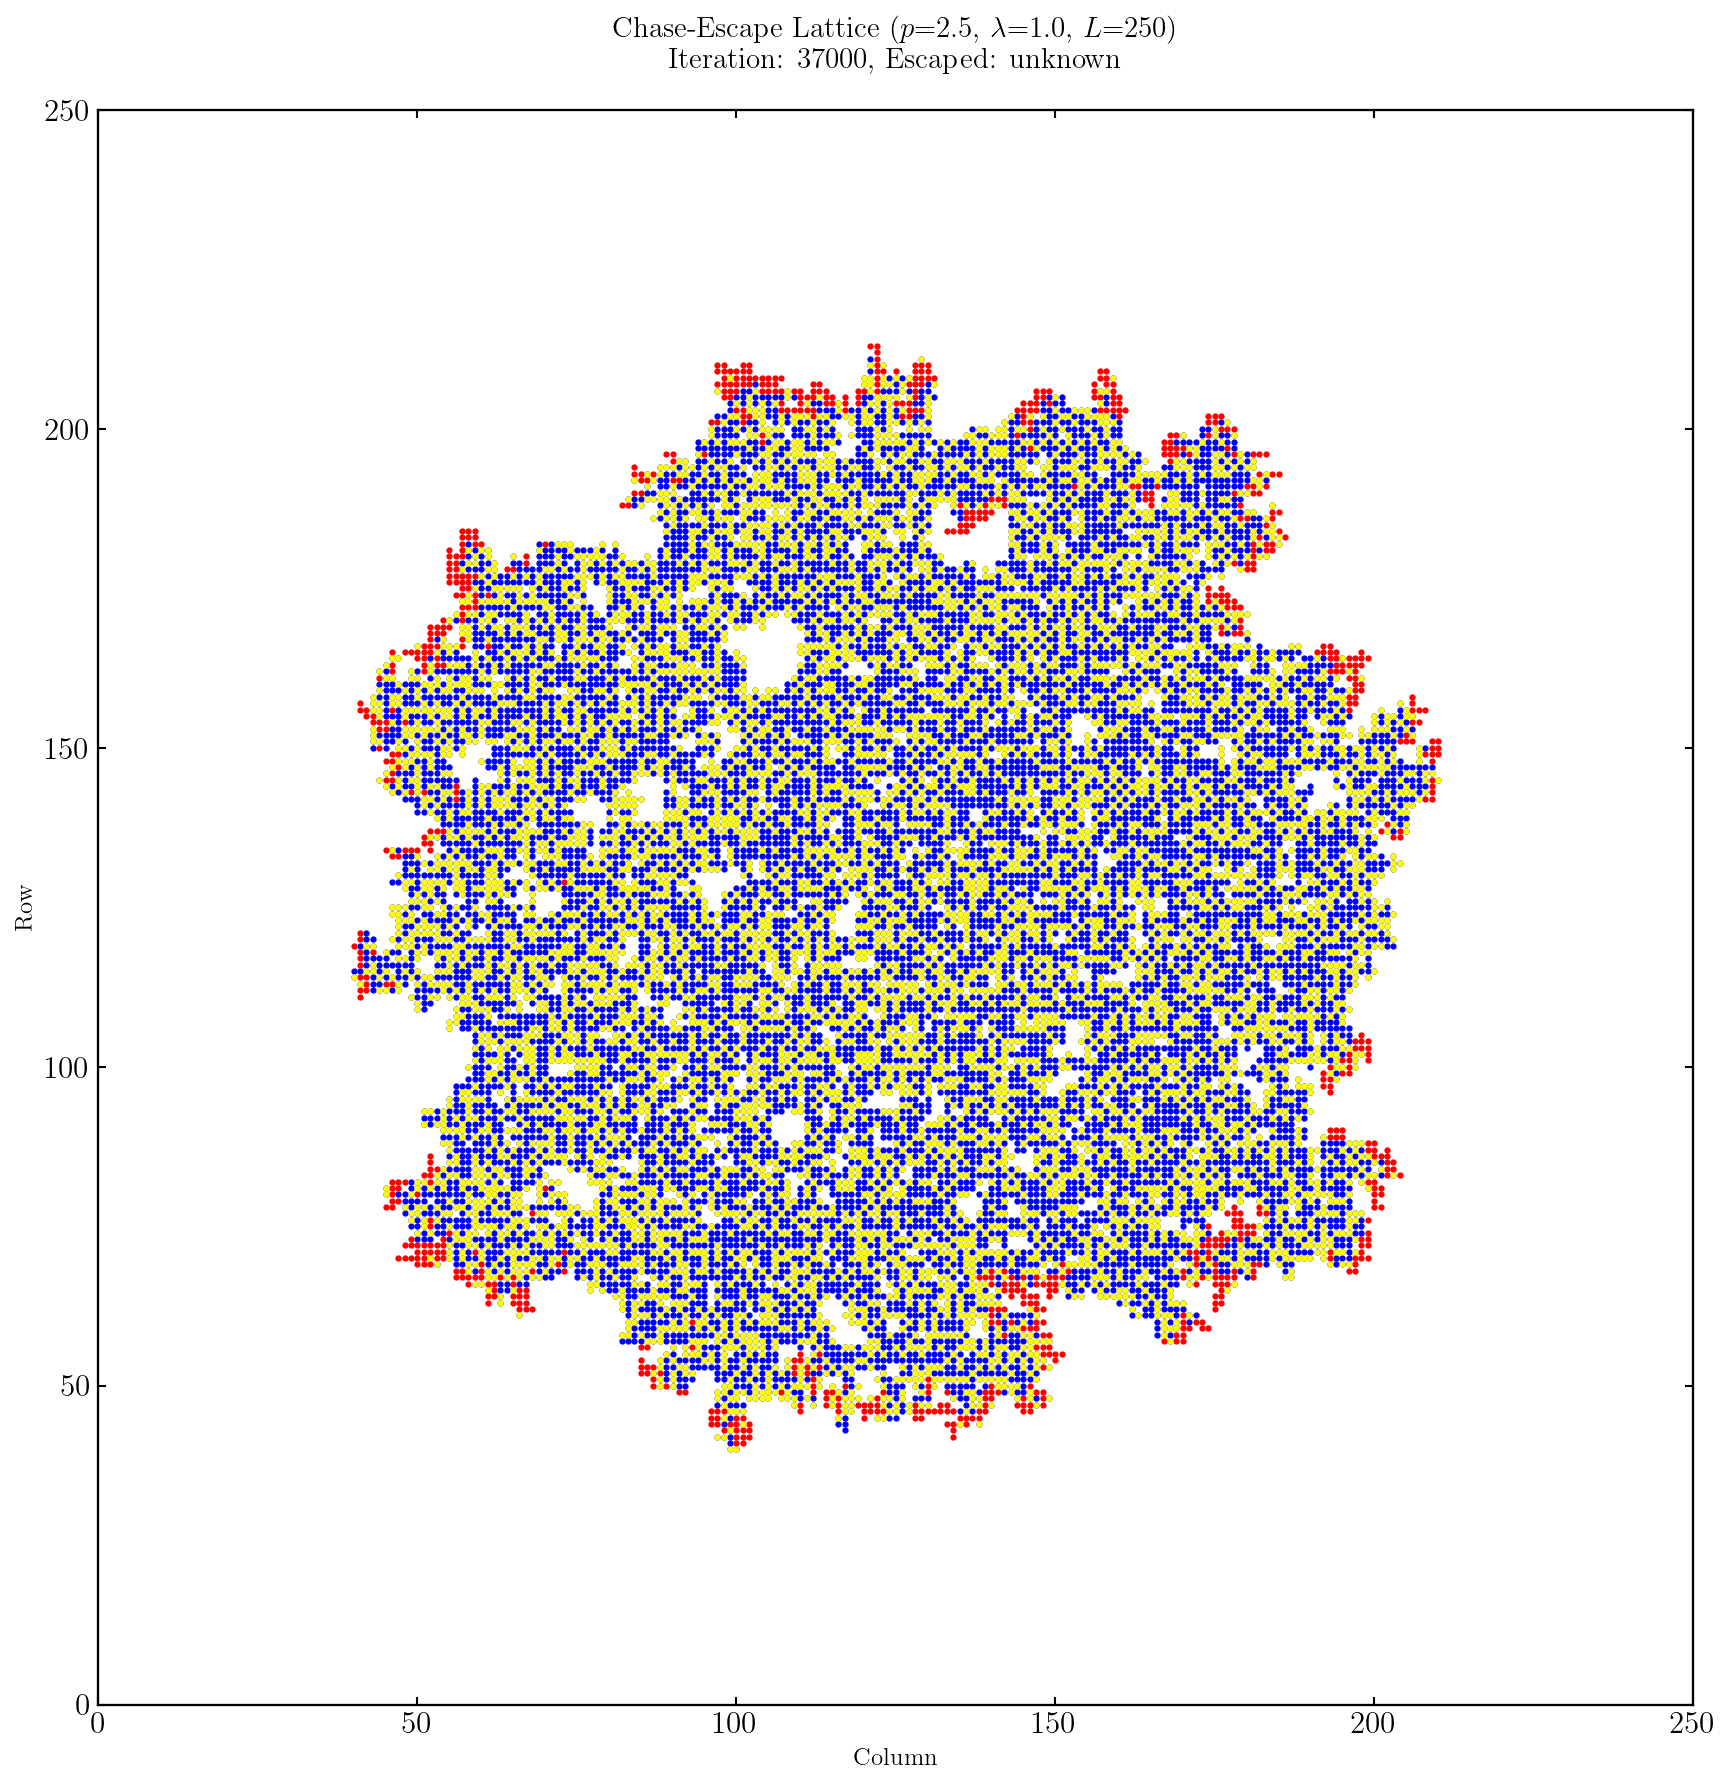 Chase-Escape Lattice (p=2.5, λ=1.0, L=250)
Iteration: 37000, Escaped: unknown
250
200
150
100
50
0
Row
0 50 100 150 200 250
Column